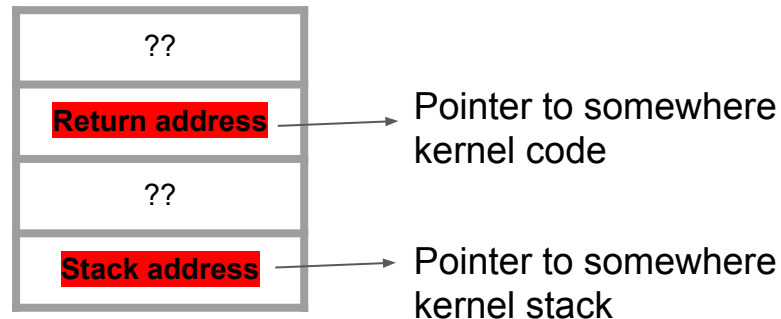 ??
Return address
Pointer to somewhere
kernel code
??
Stack address
Pointer to somewhere
kernel stack